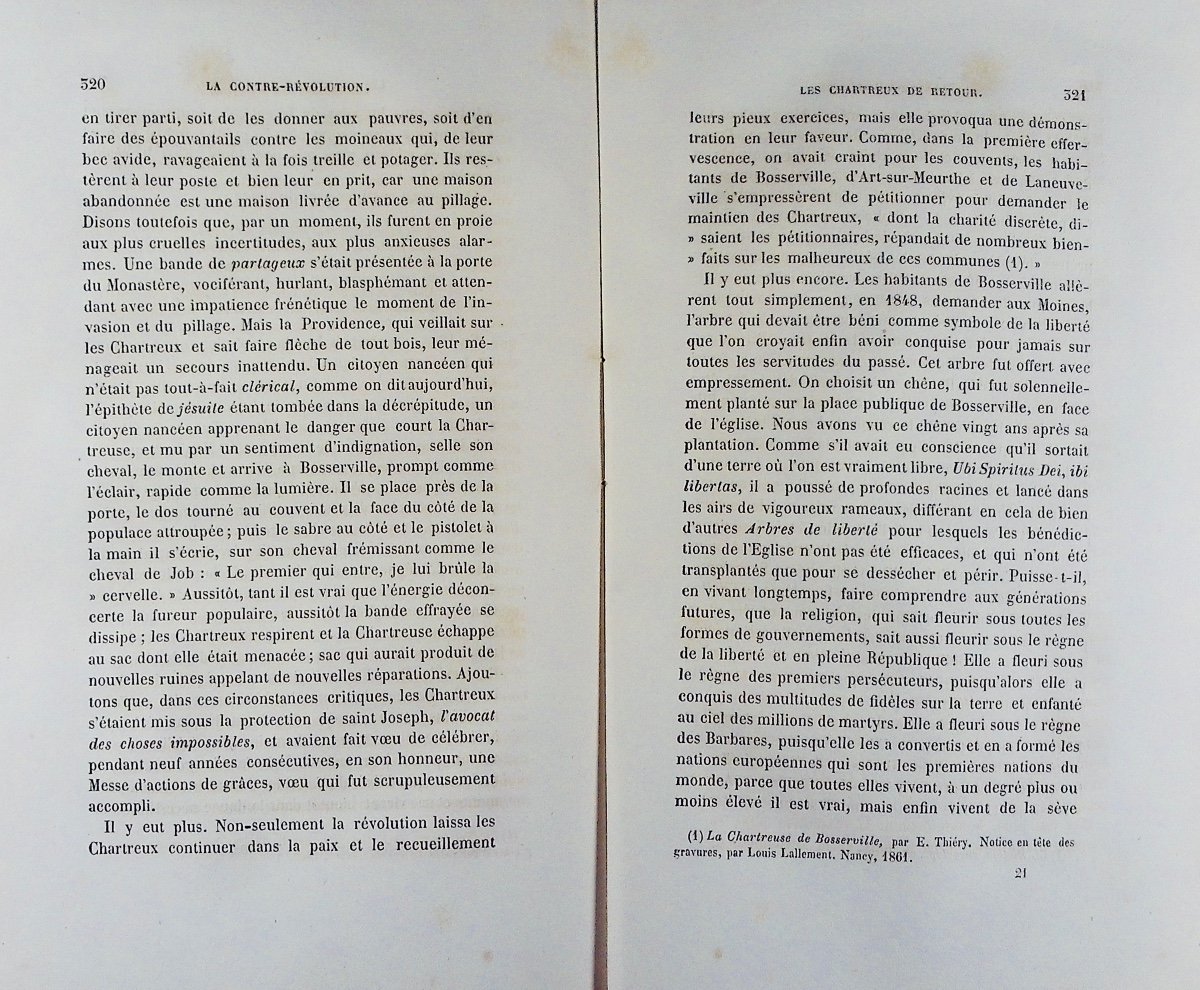 320
LA CONTRE-RÉVOLUTION.
en tirer parti, soit de les donner aux pauvres, soit d'en
faire des épouvantails contre les moineaux qui, de leur
bec avide, ravageaient à la fois treille et potager. Ils res-
tèrent à leur poste et bien leur en prit, car une maison
abandonnée est une maison livrée d'avance au pillage.
Disons toutefois que, par un moment, ils furent en proie
aux plus cruelles incertitudes, aux plus anxieuses alar-
mes. Une bande de partageux s'était présentée à la porte
du Monastère, vociférant, hurlant, blasphémant et atten-
dant avec une impatience frénétique le moment de l'in-
vasion et du pillage. Mais la Providence, qui veillait sur
les Chartreux et sait faire flèche de tout bois, leur mé-
nageait un secours inattendu. Un citoyen nancéen qui
n'était pas tout-à-fait clérical, comme on dit aujourd'hui,
l'épithète de jésuite étant tombée dans la décrépitude, un
citoyen nancéen apprenant le danger que court la Char-
treuse, et mu par un sentiment d'indignation, selle son
cheval, le monte et arrive à Bosserville, prompt comme
l'éclair, rapide comme la lumière. Il se place près de la
porte, le dos tourné au couvent et la face du côté de la
populace attroupée; puis le sabre au côté et le pistolet à
la main il s'écrie, sur son cheval frémissant comme le
cheval de Job : « Le premier qui entre, je lui brûle la
» cervelle. » Aussitôt, tant il est vrai que l'énergie décon-
certe la fureur populaire, aussitôt la bande effrayée se
dissipe ; les Chartreux respirent et la Chartreuse échappe
au sac dont elle était menacée; sac qui aurait produit de
nouvelles ruines appelant de nouvelles réparations. Ajou-
tons que, dans ces circonstances critiques, les Chartreux
s'étaient mis sous la protection de saint Joseph, l'avocat
des choses impossibles, et avaient fait vœu de célébrer,
pendant neuf années consécutives, en son honneur, une
Messe d'actions de grâces, vœu qui fut scrupuleusement
accompli.
Il y eut plus. Non-seulement la révolution laissa les
Chartreux continuer dans la paix et le recueillement
LES CHARTREUX DE RETOUR.
321
leurs pieux exercices, mais elle provoqua une démons-
tration en leur faveur. Comme, dans la première effer-
vescence, on avait craint pour les couvents, les habi-
tants de Bosserville, d'Art-sur-Meurthe et de Laneuve-
ville s'empressèrent de pétitionner pour demander le
maintien des Chartreux, « dont la charité discrète, di-
» saient les pétitionnaires, répandait de nombreux bien-
» faits sur les malheureux de ces communes (1). »
Il y eut plus encore. Les habitants de Bosserville allè-
rent tout simplement, en 1848, demander aux Moines,
l'arbre qui devait être béni comme symbole de la liberté
que l'on croyait enfin avoir conquise pour jamais sur
toutes les servitudes du passé. Cet arbre fut offert avec
empressement. On choisit un chêne, qui fut solennelle-
ment planté sur la place publique de Bosserville, en face
de l'église. Nous avons vu ce chêne vingt ans après sa
plantation. Comme s'il avait eu conscience qu'il sortait
d'une terre où l'on est vraiment libre, Ubi Spiritus Dei, ibi
libertas, il a poussé de profondes racines et lancé dans
les airs de vigoureux rameaux, différant en cela de bien
d'autres Arbres de liberté pour lesquels les bénédic-
tions de l'Eglise n'ont pas été efficaces, et qui n'ont été
transplantés que pour se dessécher et périr. Puisse-t-il,
en vivant longtemps, faire comprendre aux générations
futures, que la religion, qui sait fleurir sous toutes les
formes de gouvernements, sait aussi fleurir sous le règne
de la liberté et en pleine République ! Elle a fleuri sous
le règne des premiers persécuteurs, puisqu'alors elle a
conquis des multitudes de fidèles sur la terre et enfanté
au ciel des millions de martyrs. Elle a fleuri sous le règne
des Barbares, puisqu'elle les a convertis et en a formé les
nations européennes qui sont les premières nations du
monde, parce que toutes elles vivent, à un degré plus ou
moins élevé il est vrai, mais enfin vivent de la sève
(1) La Chartreuse de Bosserville, par E. Thiéry. Notice en tête des
gravures, par Louis Lallement. Nancy, 1861.
21